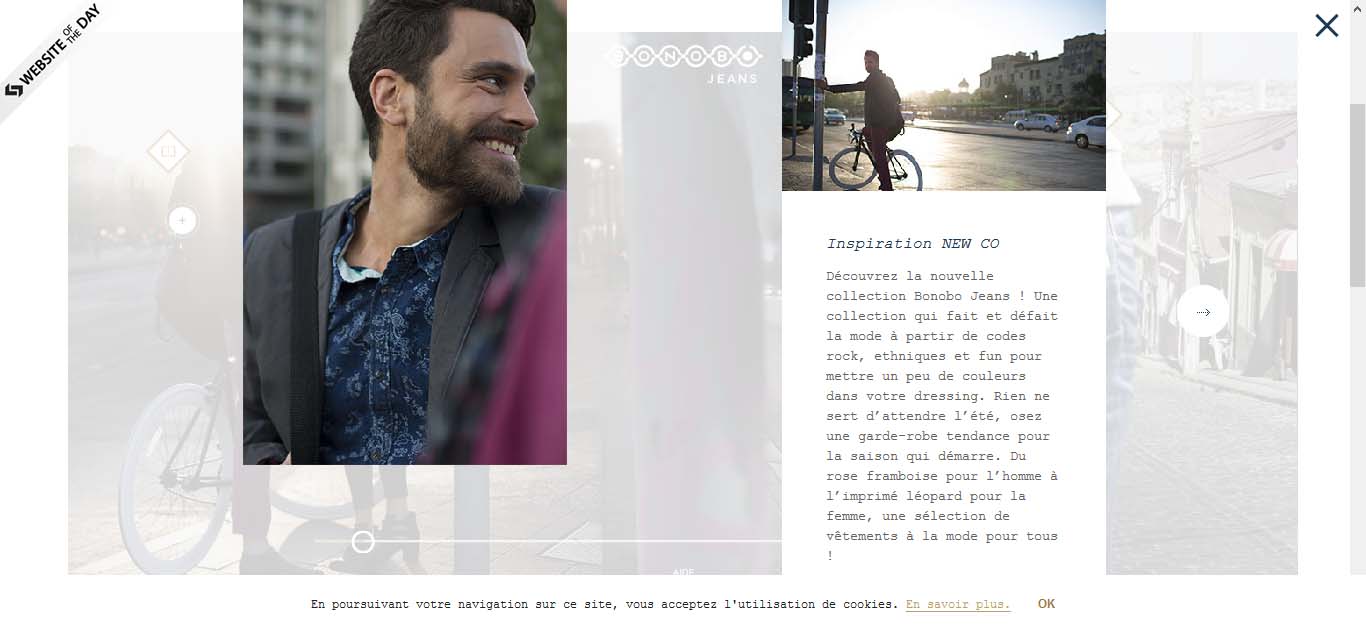 WEBSITE OF THE DAY
BONOBO
JEANS
Inspiration NEW CO
Découvrez la nouvelle
collection Bonobo Jeans ! Une
collection qui fait et défait
la mode à partir de codes
rock, ethniques et fun pour
mettre un peu de couleurs
dans votre dressing. Rien ne
sert d’attendre l’été, osez
une garde-robe tendance pour
la saison qui démarre. Du
rose framboise pour l’homme à
l’imprimé léopard pour la
femme, une sélection de
vêtements à la mode pour tous
!
AIDE
En poursuivant votre navigation sur ce site, vous acceptez l'utilisation de cookies. En savoir plus. OK